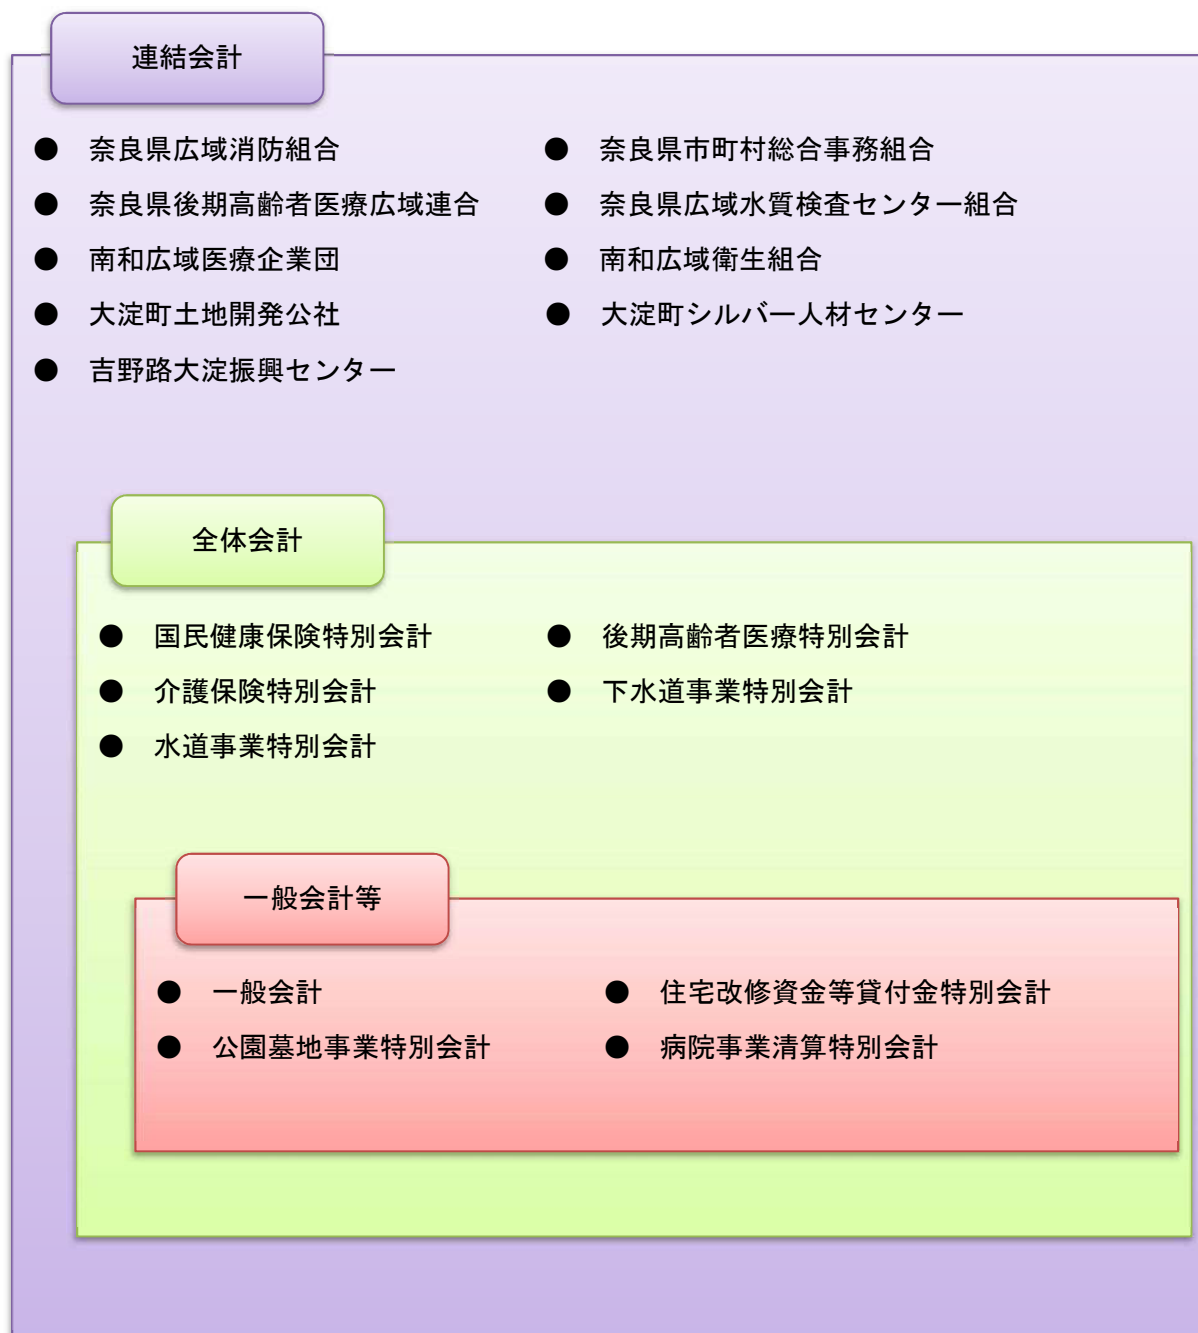 連結会計
● 奈良県広域消防組合 ● 奈良県市町村総合事務組合
● 奈良県後期高齢者医療広域連合 ● 奈良県広域水質検査センター組合
● 南和広域医療企業団 ● 南和広域衛生組合
● 大淀町土地開発公社 ● 大淀町シルバー人材センター
● 吉野路大淀振興センター
全体会計
● 国民健康保険特別会計 ● 後期高齢者医療特別会計
● 介護保険特別会計 ● 下水道事業特別会計
● 水道事業特別会計
一般会計等
● 一般会計 ● 住宅改修資金等貸付金特別会計
● 公園墓地事業特別会計 ● 病院事業清算特別会計